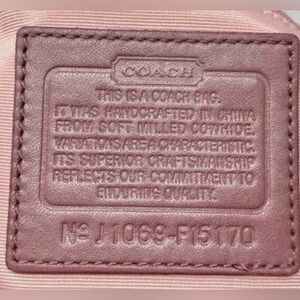 COACH
THIS IS A COACH BAG.
IT WAS HANDCRAFTED IN CHINA
FROM SOFT MILLED COWHIDE.
VARIATIONS ARE A CHARACTERISTIC.
ITS SUPERIOR CRAFTSMANSHIP
REFLECTS OUR COMMITMENT TO
ENDURING QUALITY.
Nº J1069-F15170